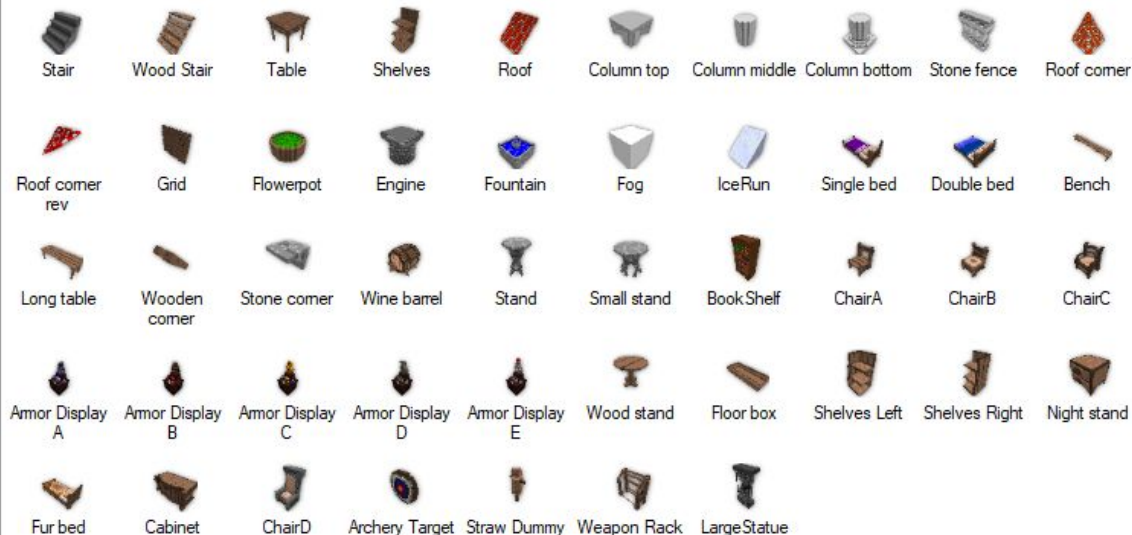 Stair Wood Stair Table Shelves Roof Column top Column middle Column bottom Stone fence Roof corner
Roof corner rev Grid Flowerpot Engine Fountain Fog IceRun Single bed Double bed Bench
Long table Wooden corner Stone corner Wine barrel Stand Small stand BookShelf ChairA ChairB ChairC
Armor Display A Armor Display B Armor Display C Armor Display D Armor Display E Wood stand Floor box Shelves Left Shelves Right Night stand
Fur bed Cabinet ChairD Archery Target Straw Dummy Weapon Rack LargeStatue